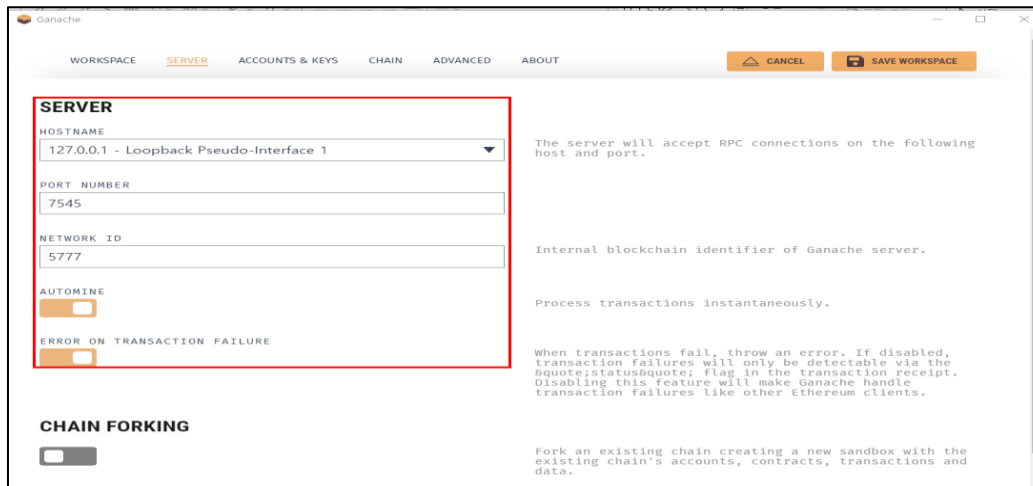 Ganache
WORKSPACE SERVER ACCOUNTS & KEYS CHAIN ADVANCED ABOUT CANCEL SAVE WORKSPACE
SERVER
HOSTNAME
127.0.0.1 - Loopback Pseudo-Interface 1
The server will accept RPC connections on the following
host and port.
PORT NUMBER
7545
NETWORK ID
5777
Internal blockchain identifier of Ganache server.
AUTOMINE
Process transactions instantaneously.
ERROR ON TRANSACTION FAILURE
When transactions fail, throw an error. If disabled,
transaction failures will only be detectable via the
&quote;status&quote; flag in the transaction receipt.
Disabling this feature will make Ganache handle
transaction failures like other Ethereum clients.
CHAIN FORKING
Fork an existing chain creating a new sandbox with the
existing chain's accounts, contracts, transactions and
data.